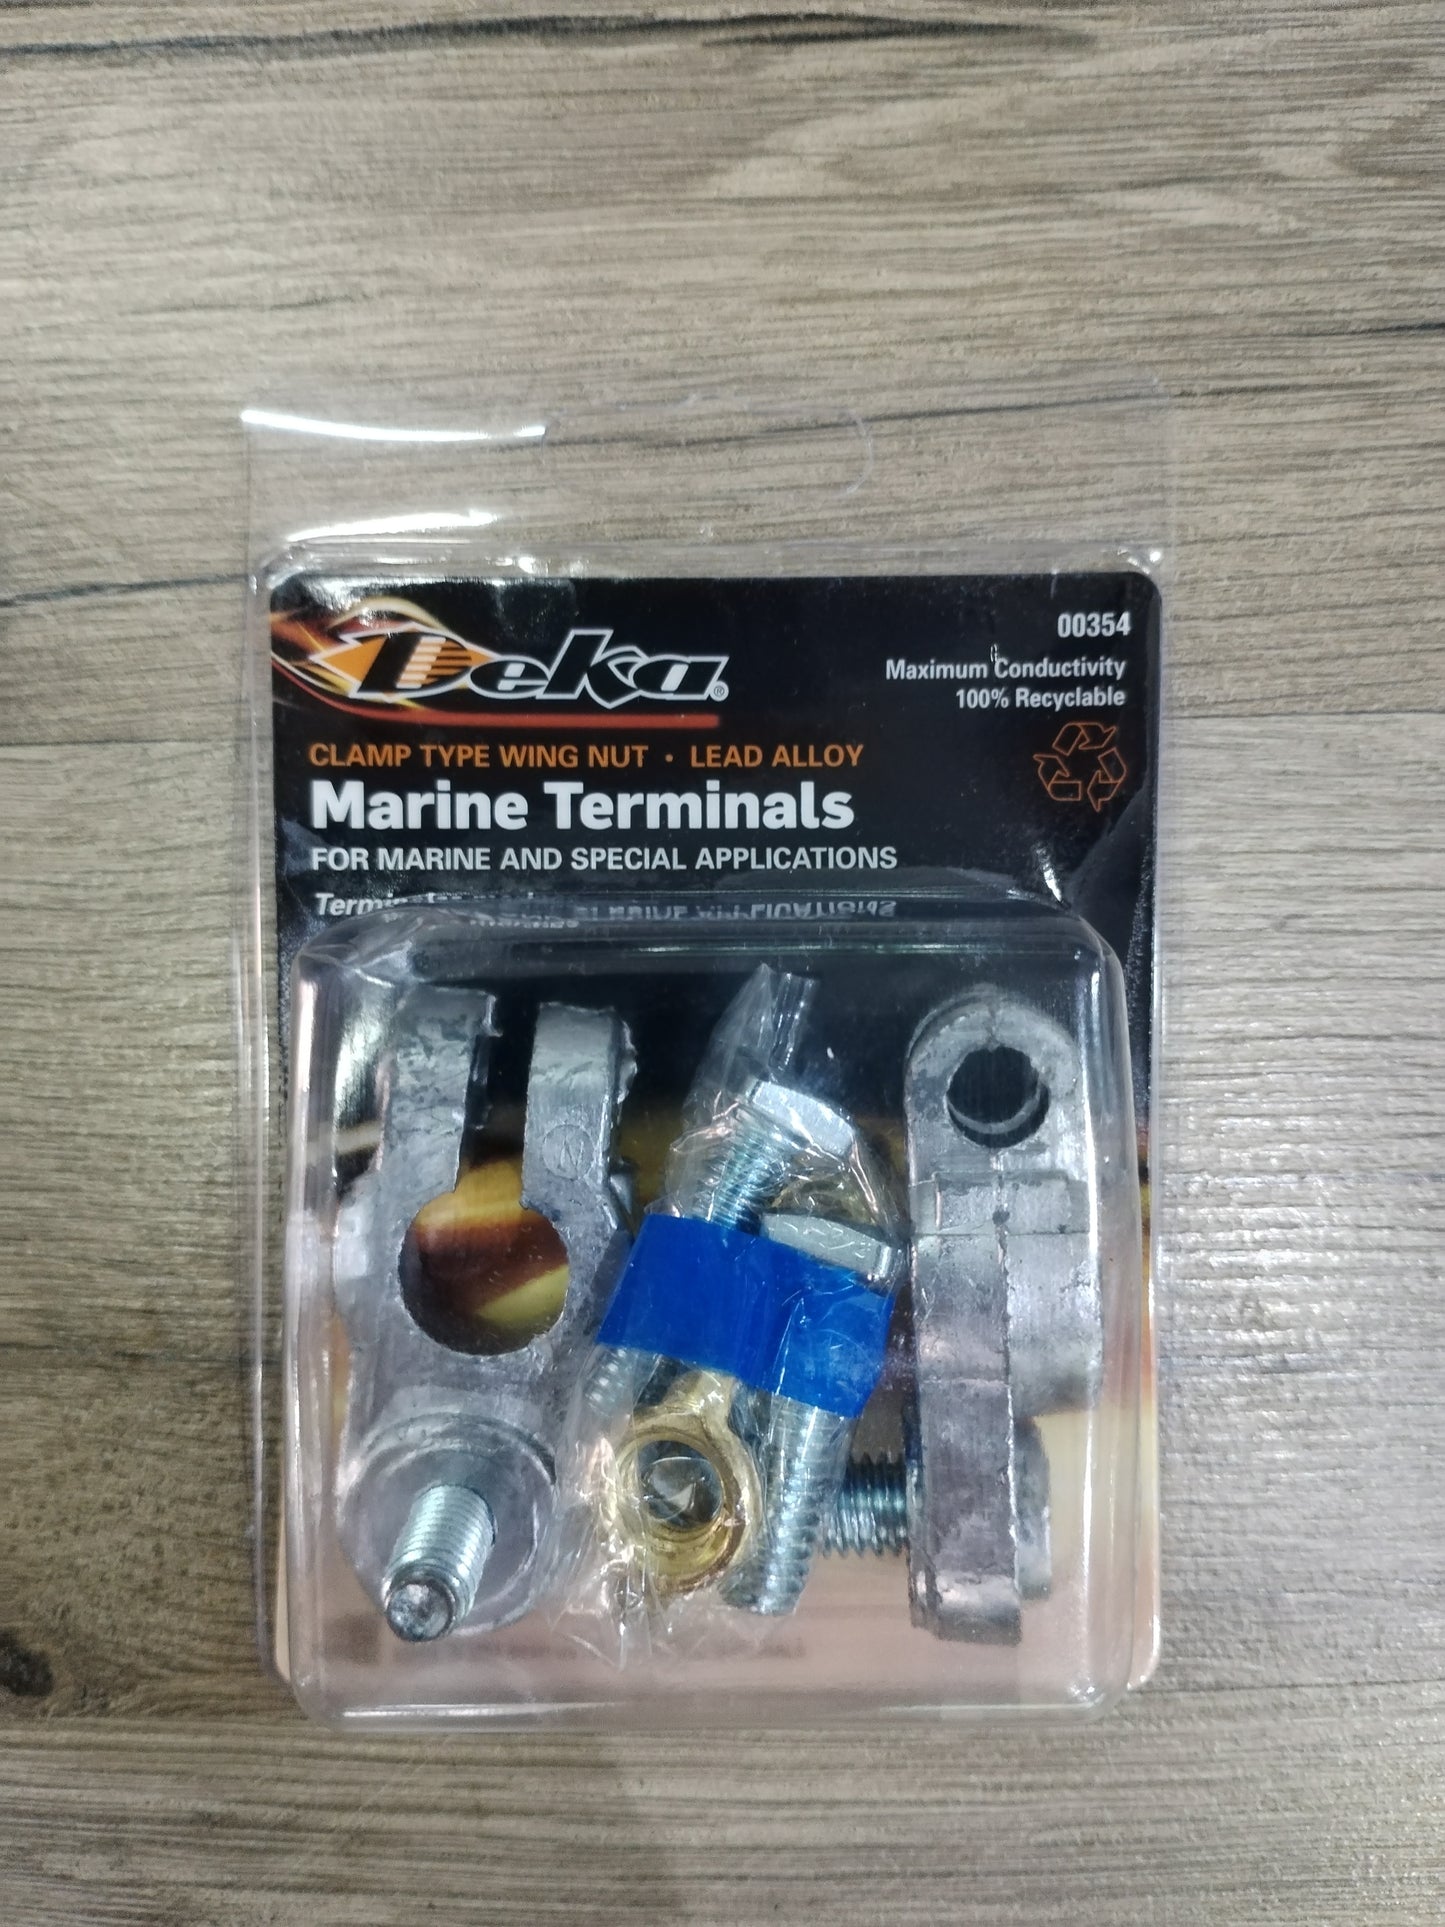 Deka®
00354
Maximum Conductivity
100% Recyclable
CLAMP TYPE WING NUT • LEAD ALLOY
Marine Terminals
FOR MARINE AND SPECIAL APPLICATIONS